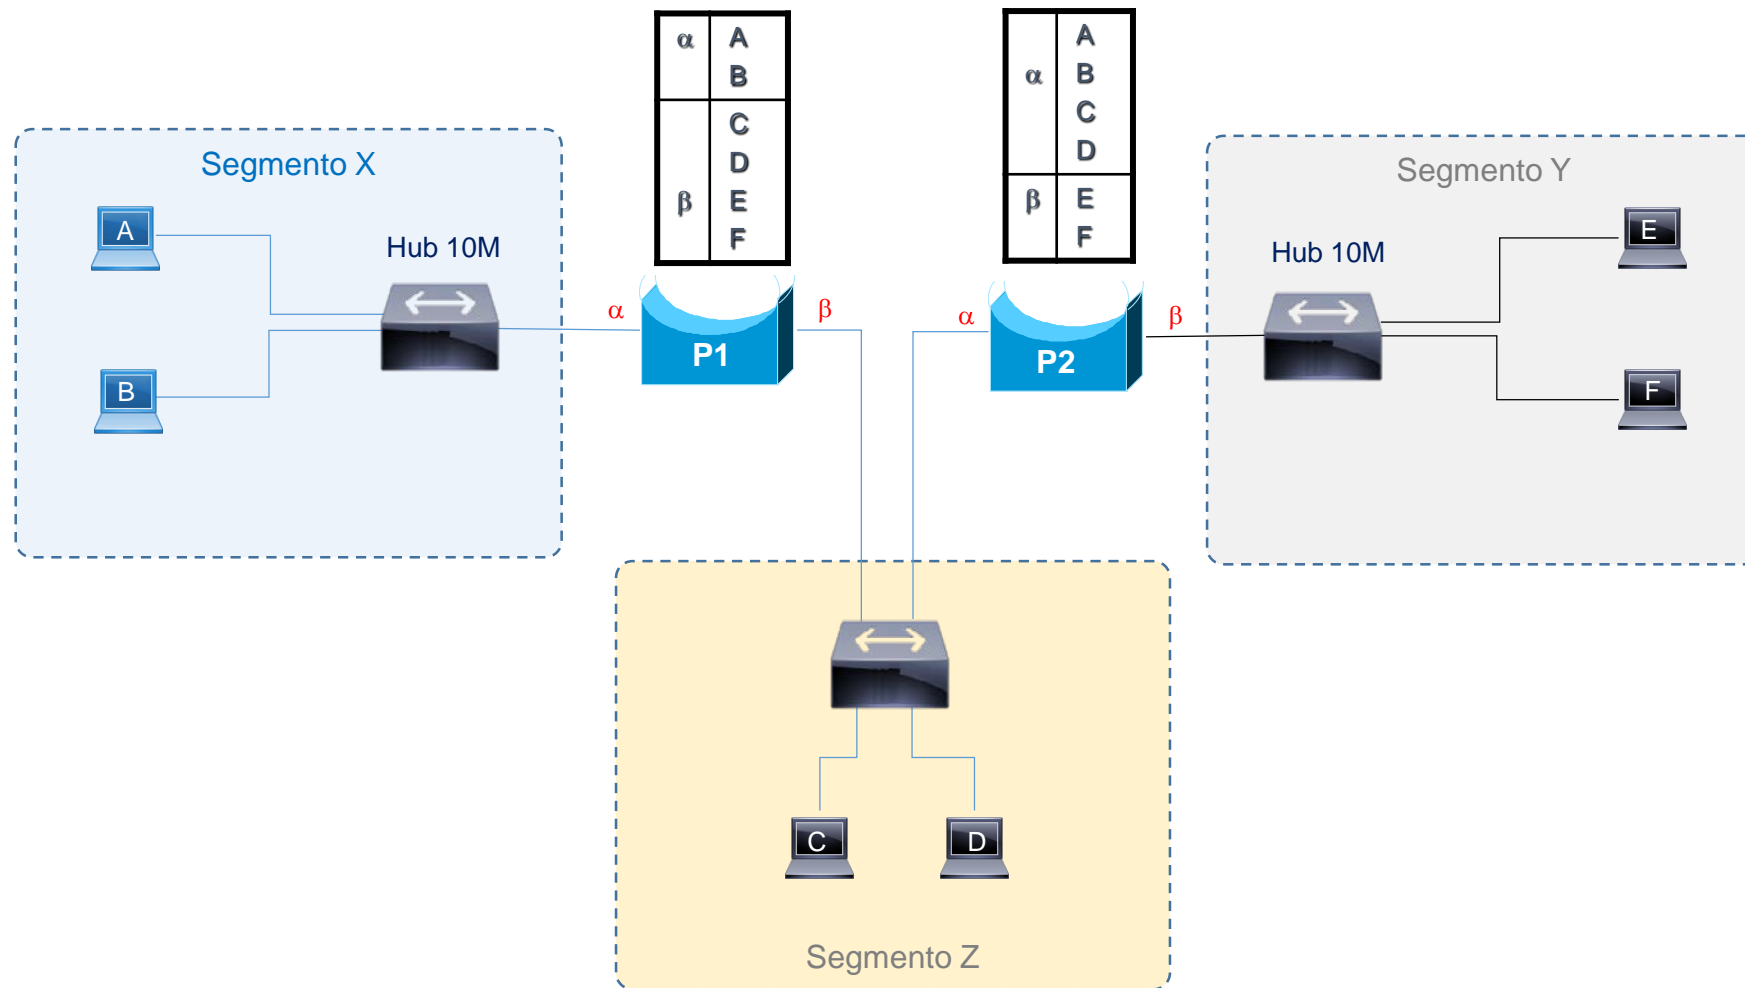 α A
B
β C
D
E
F
α A
B
C
D
β E
F
Segmento X
A
B
Hub 10M
α P1 β
α P2 β
Segmento Y
Hub 10M
E
F
C
D
Segmento Z